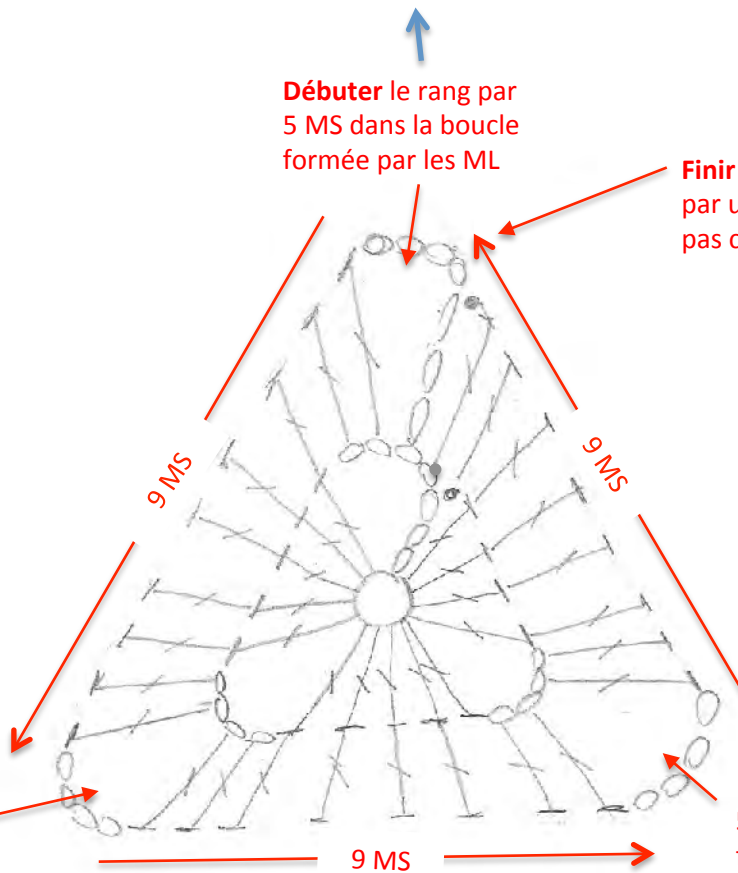 Débuter le rang par
5 MS dans la boucle
formée par les ML
Finir
par
pas
9 MS
9 MS
9 MS